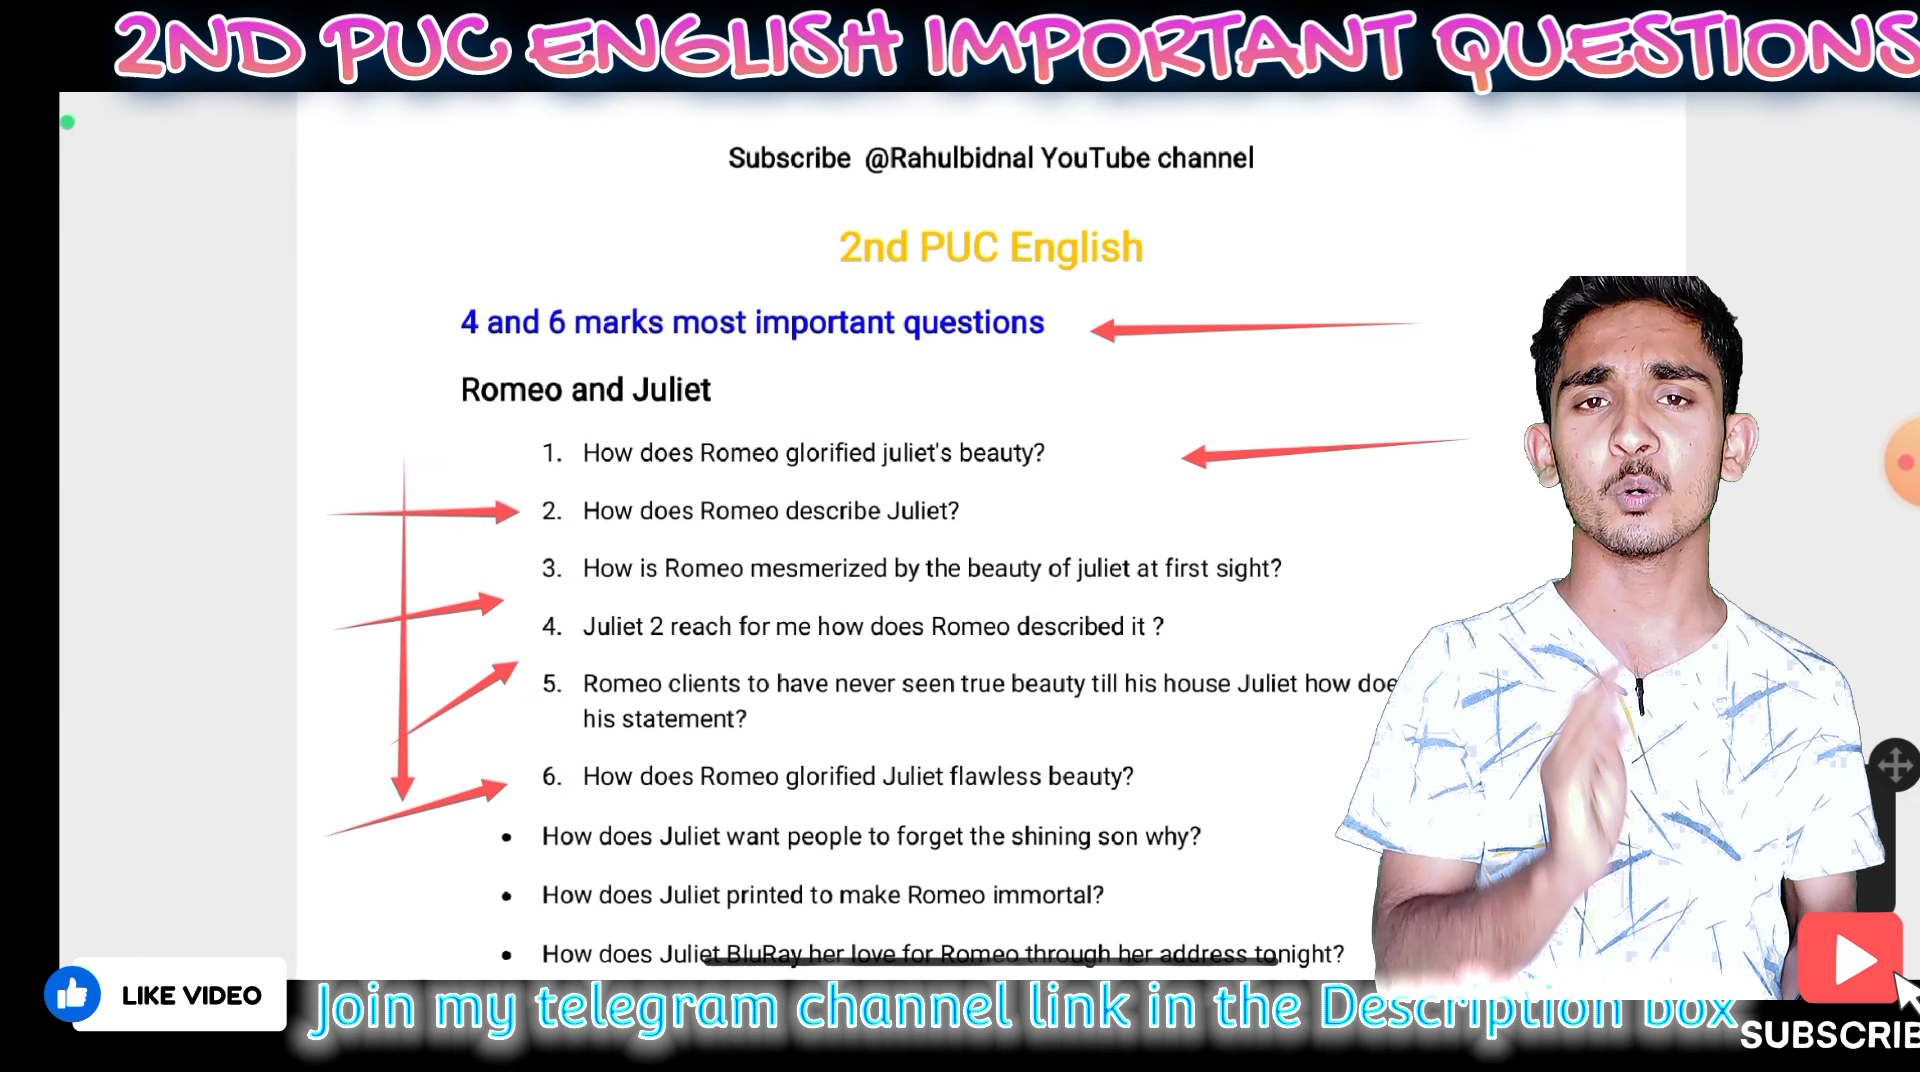 2ND PUC ENGLISH IMPORTANT QUESTIONS
Subscribe @Rahulbidnal YouTube channel
2nd PUC English
4 and 6 marks most important questions
Romeo and Juliet
1. How does Romeo glorified juliet's beauty?
2. How does Romeo describe Juliet?
3. How is Romeo mesmerized by the beauty of juliet at first sight?
4. Juliet 2 reach for me how does Romeo described it ?
5. Romeo clients to have never seen true beauty till his house Juliet how doe
his statement?
6. How does Romeo glorified Juliet flawless beauty?
• How does Juliet want people to forget the shining son why?
• How does Juliet printed to make Romeo immortal?
• How does Juliet BluRay her love for Romeo through her address tonight?
LIKE VIDEO
Join my telegram channel link in the Description box
SUBSCRIB